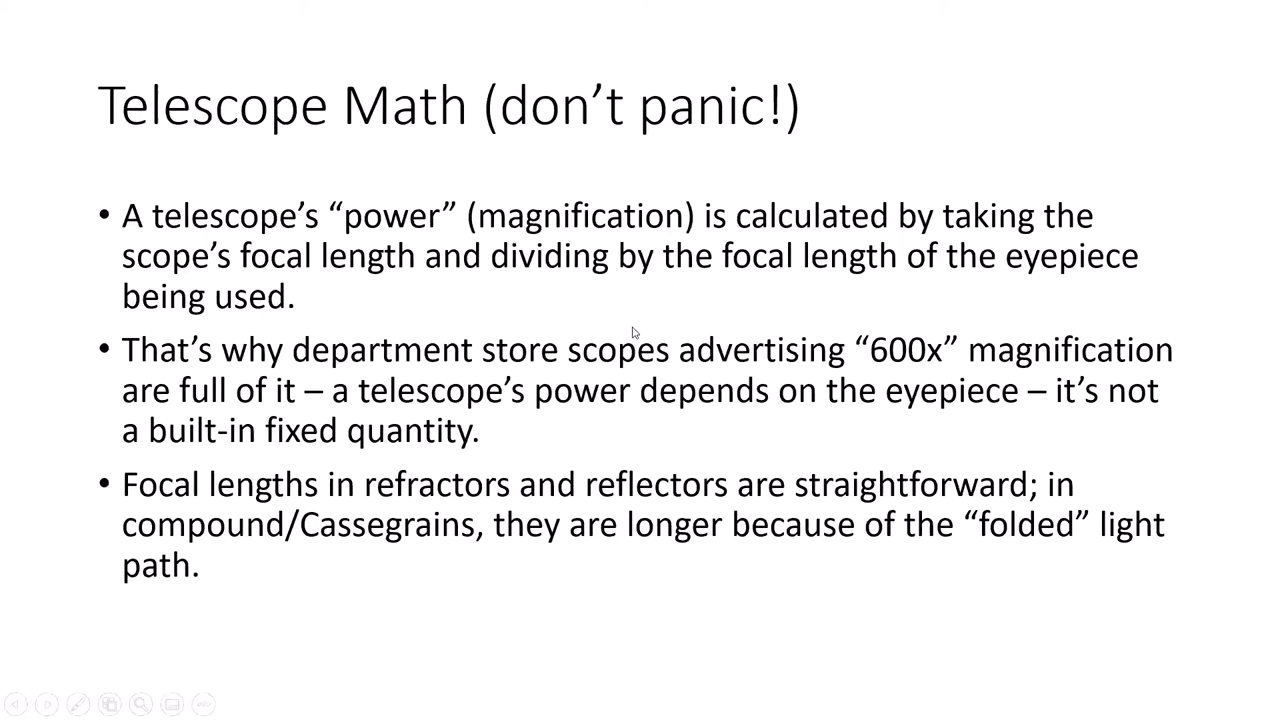 Telescope Math (don’t panic!)
• A telescope’s “power” (magnification) is calculated by taking the
scope’s focal length and dividing by the focal length of the eyepiece
being used.
• That’s why department store scopes advertising “600x” magnification
are full of it – a telescope’s power depends on the eyepiece – it’s not
a built-in fixed quantity.
• Focal lengths in refractors and reflectors are straightforward; in
compound/Cassegrains, they are longer because of the “folded” light
path.